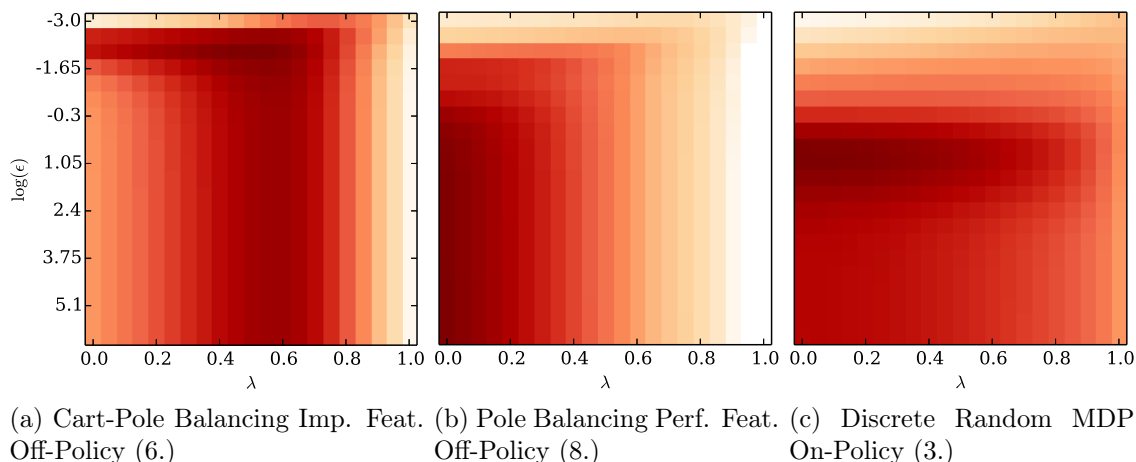 -3.0
-1.65
-0.3
1.05
2.4
3.75
5.1
log(ϵ)
0.0 0.2 0.4 0.6 0.8 1.0
λ
0.0 0.2 0.4 0.6 0.8 1.0
λ
0.0 0.2 0.4 0.6 0.8 1.0
λ
(a) Cart-Pole Balancing Imp. Feat.
Off-Policy (6.)
(b) Pole Balancing Perf. Feat.
Off-Policy (8.)
(c) Discrete Random MDP
On-Policy (3.)